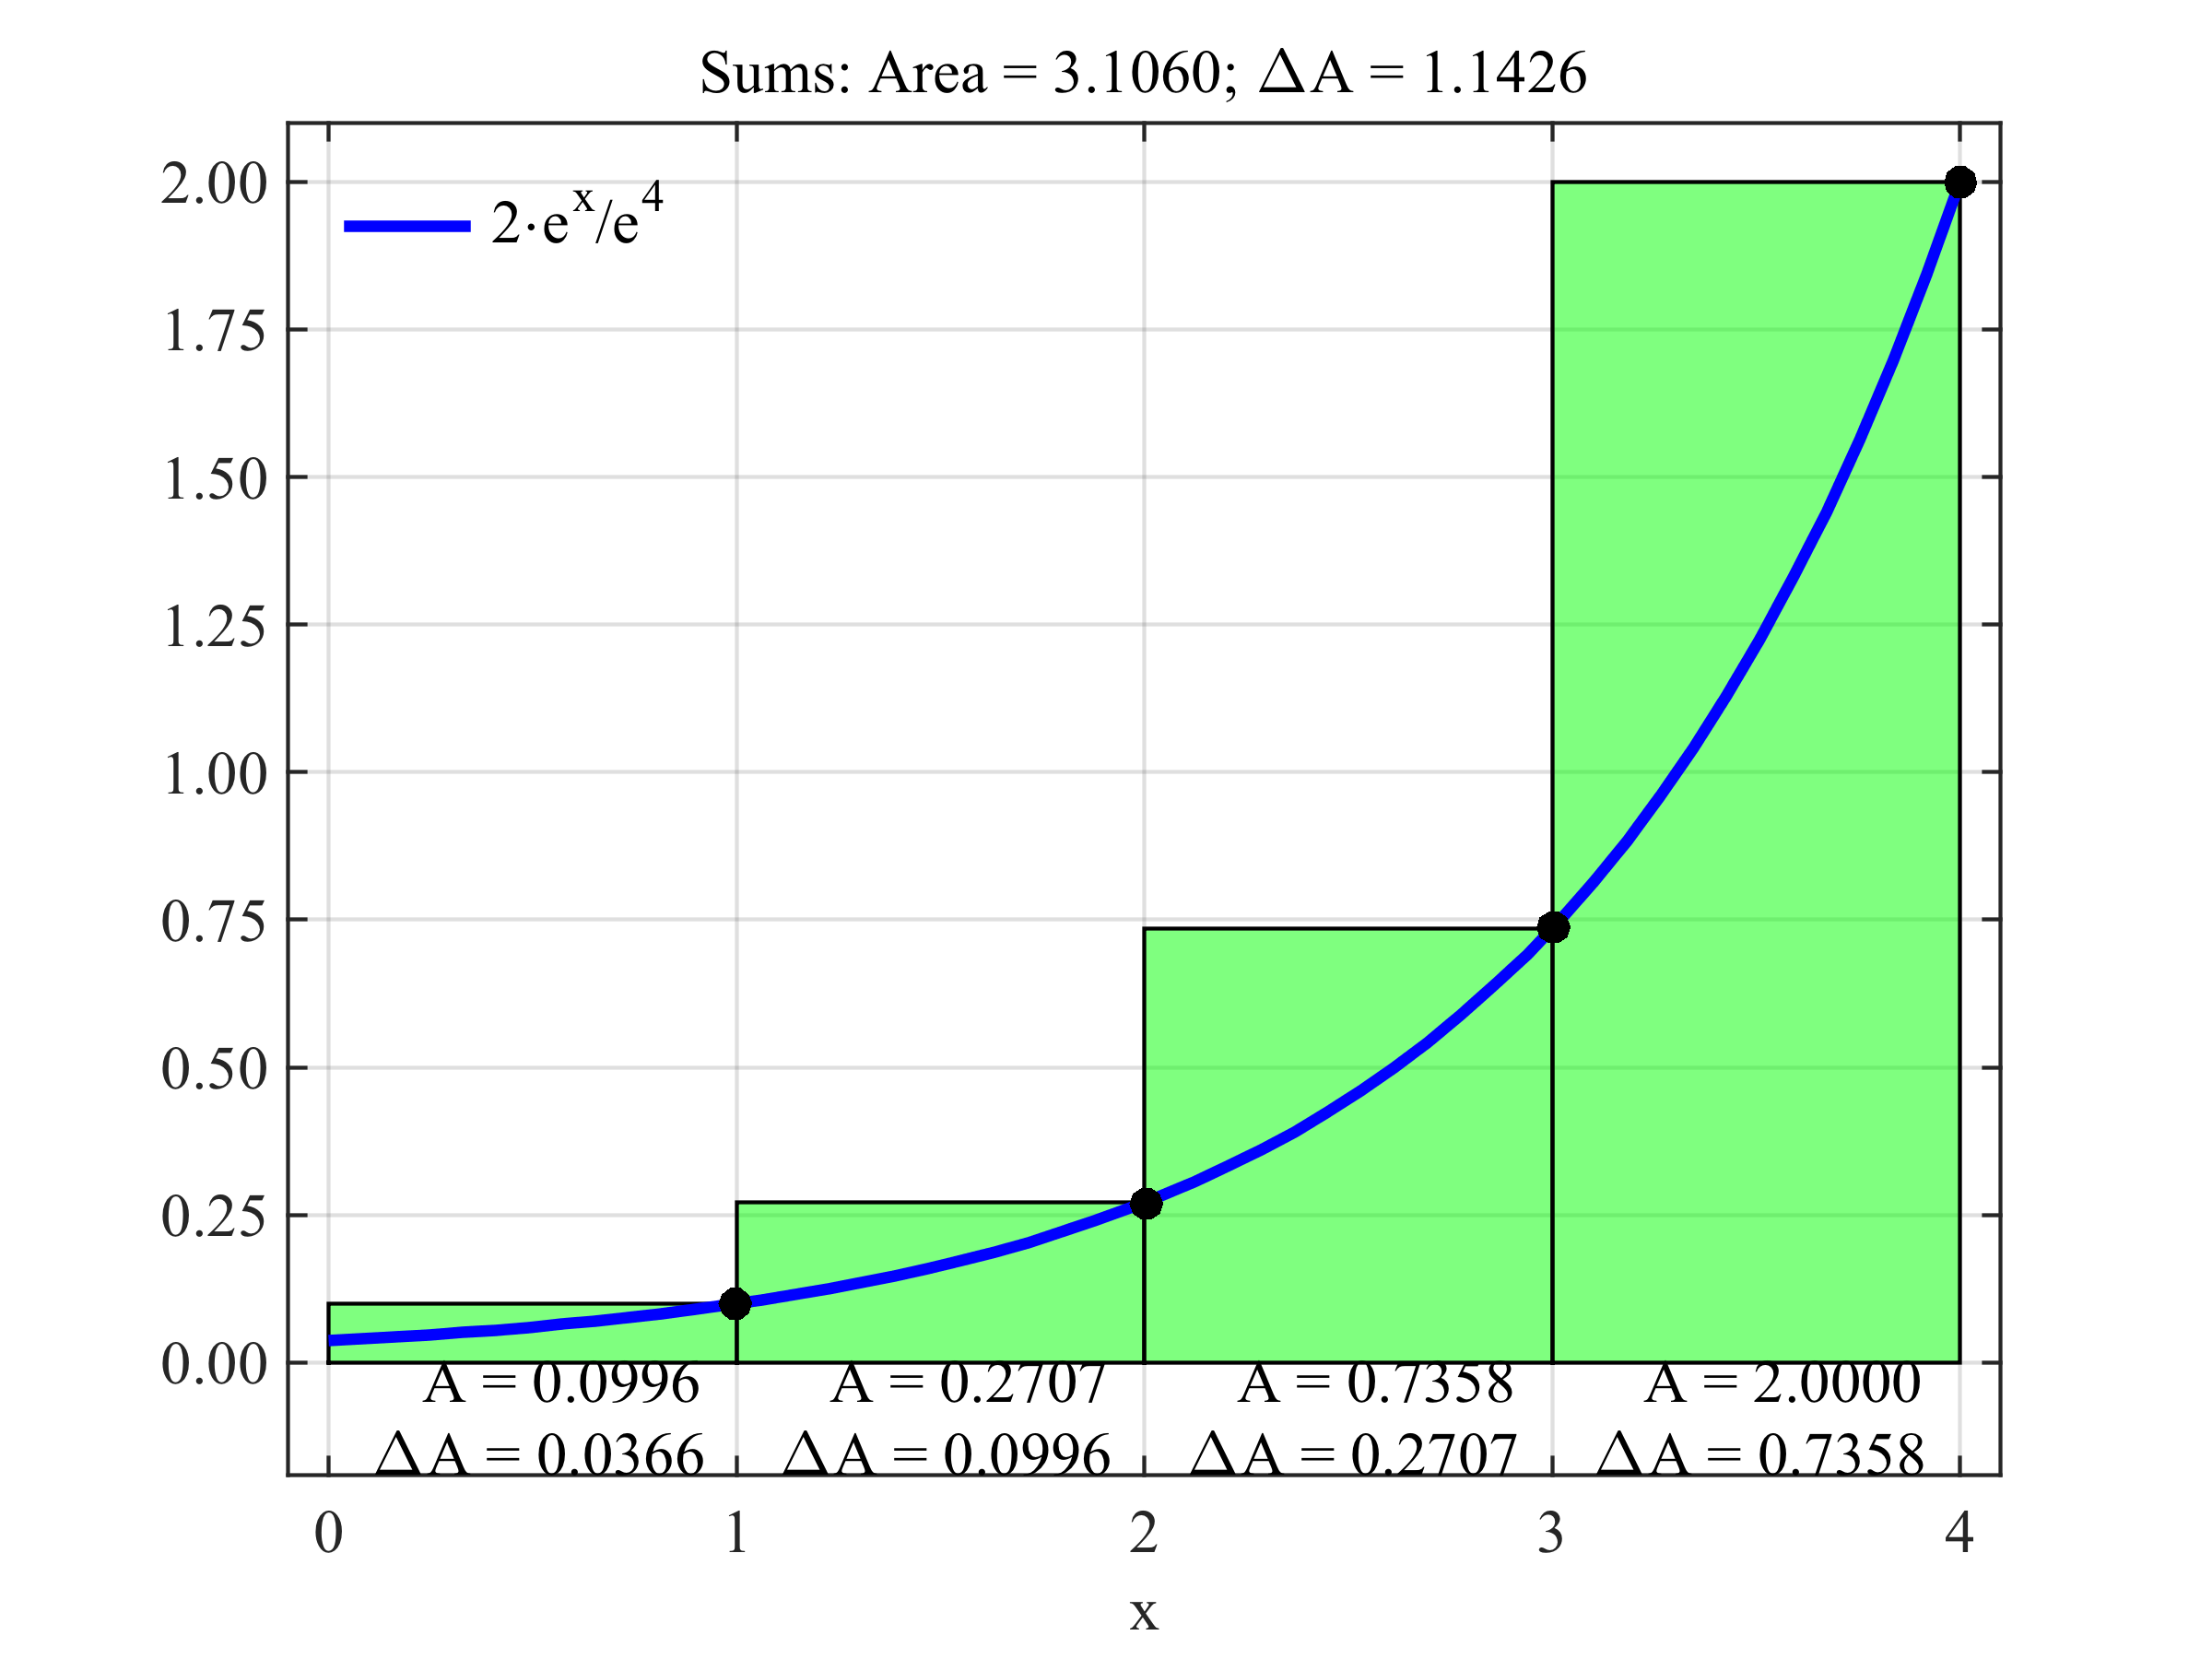 Sums: Area = 3.1060; ΔA = 1.1426
2·eˣ/e⁴
2.00
1.75
1.50
1.25
1.00
0.75
0.50
0.25
0.00
A = 0.0996 A = 0.2707 A = 0.7358 A = 2.0000
ΔA = 0.0366 ΔA = 0.0996 ΔA = 0.2707 ΔA = 0.7358
0 1 2 3 4
x